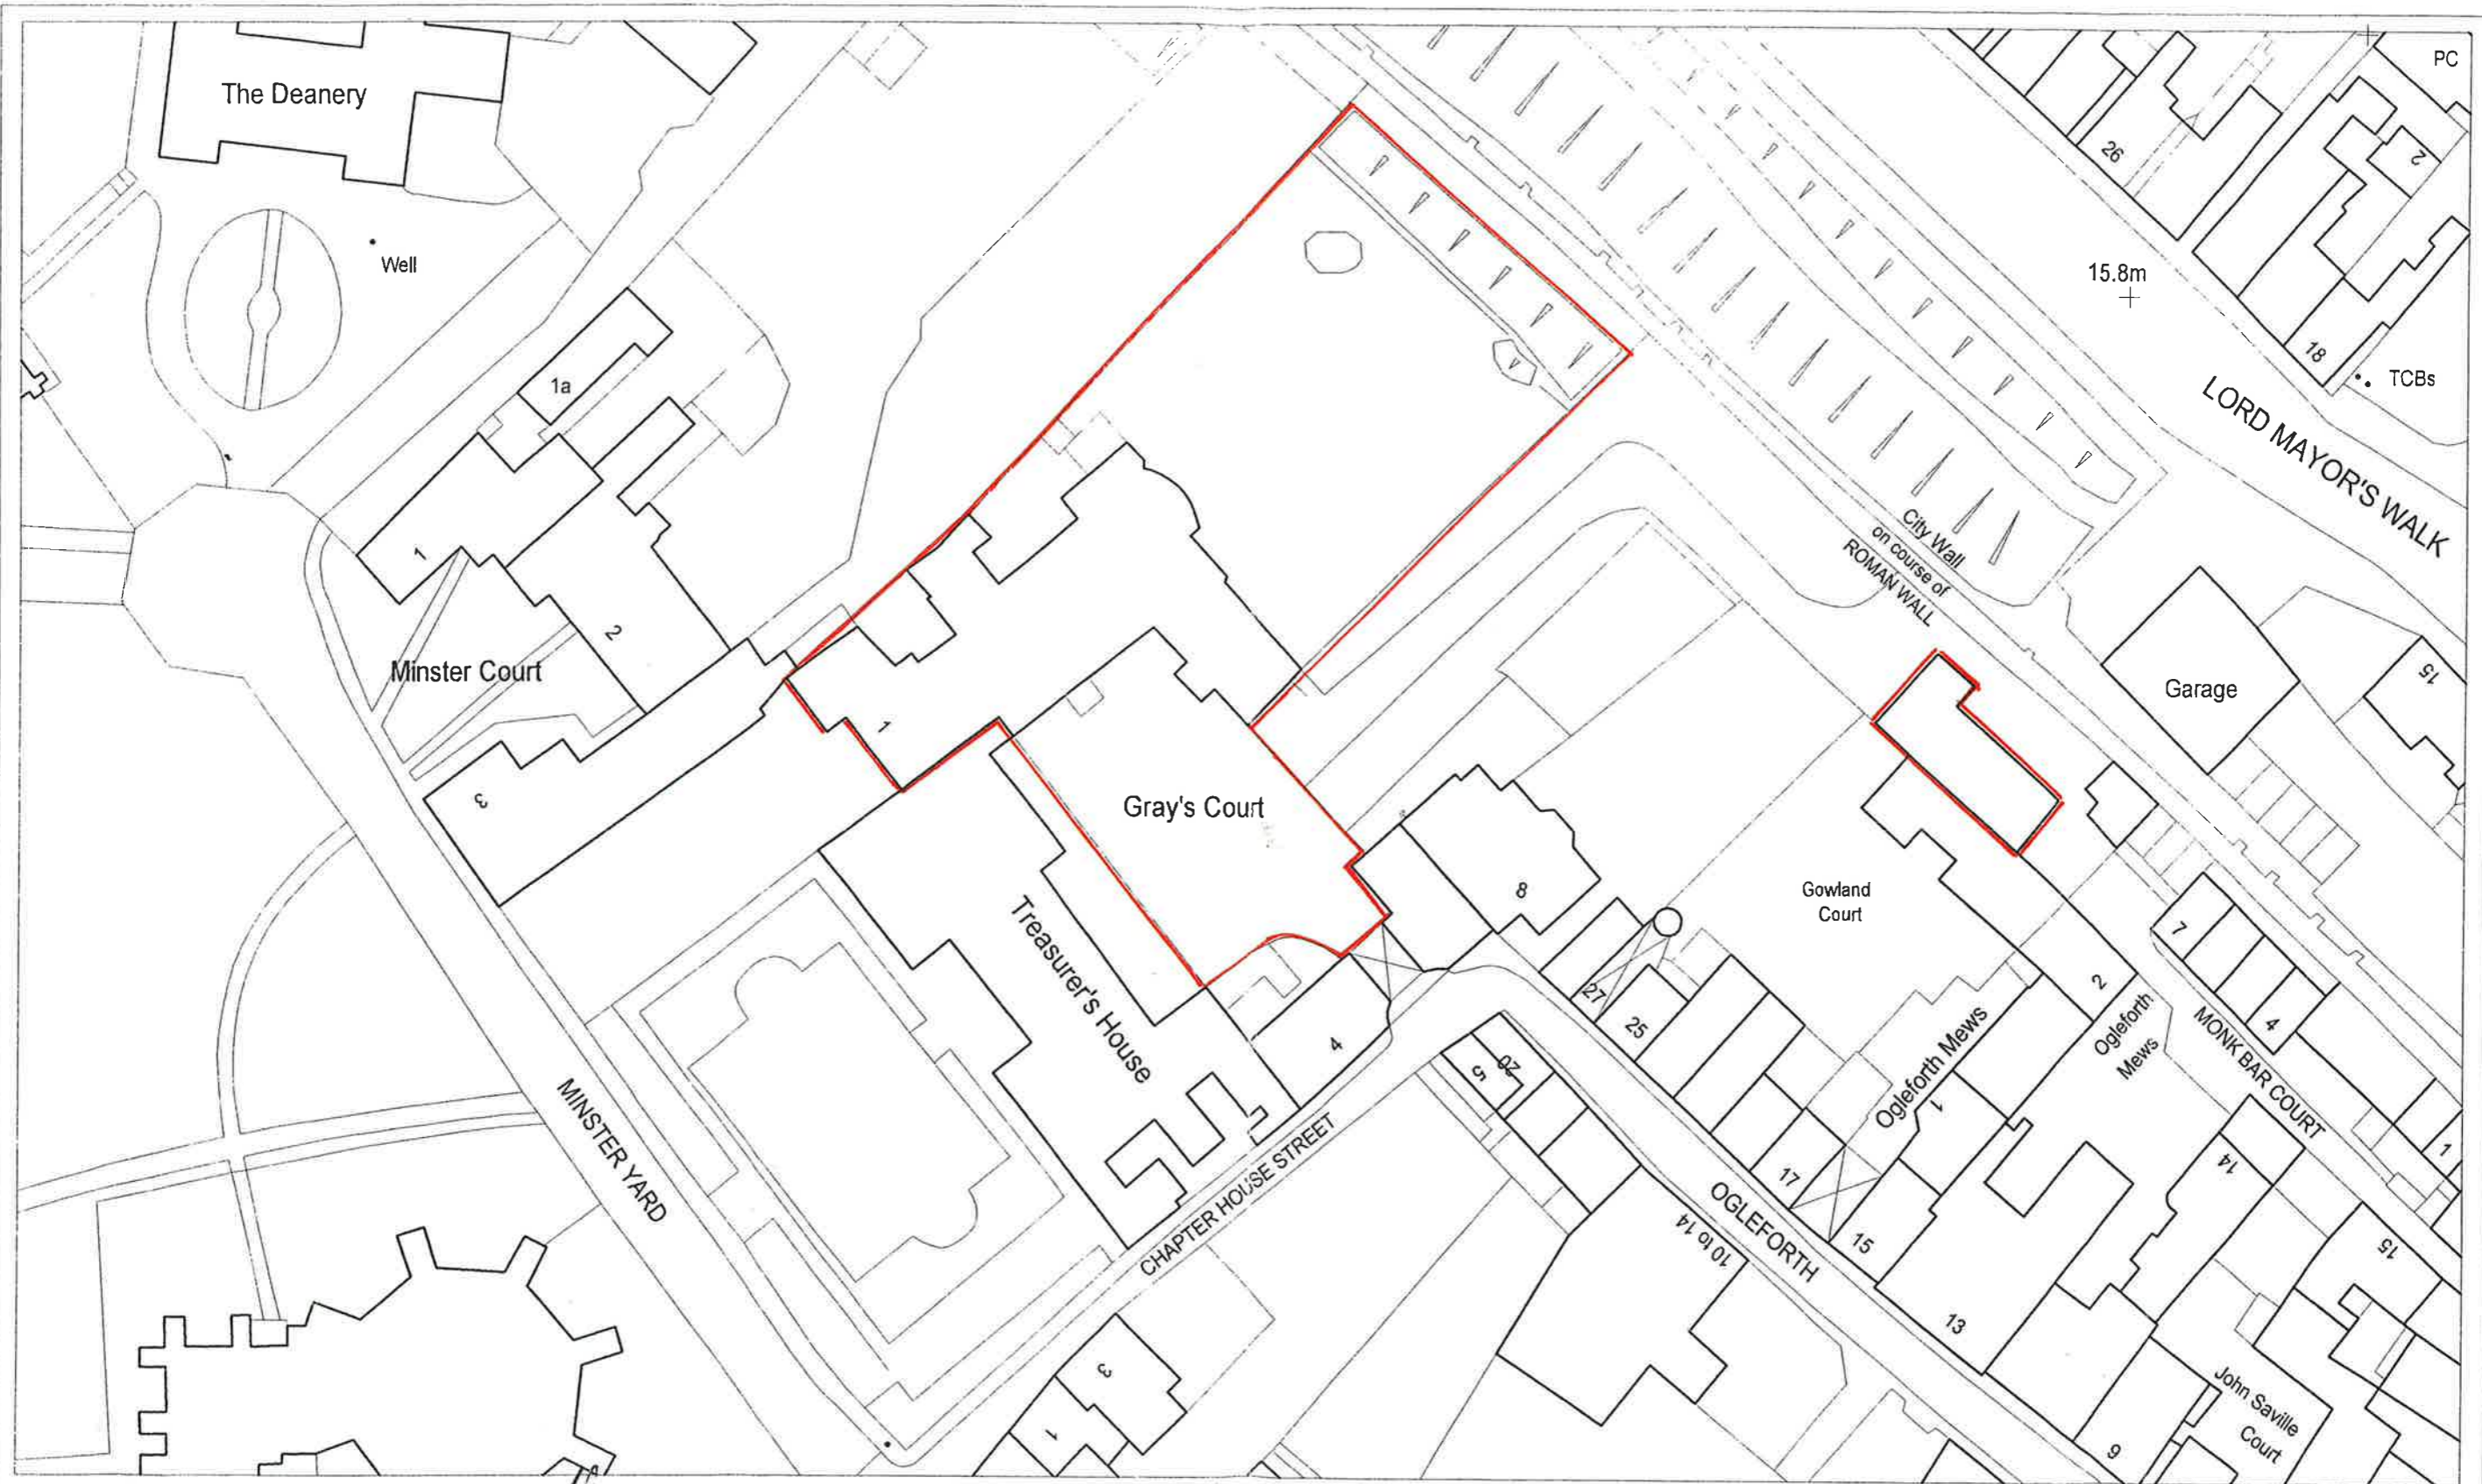 The Deanery
PC
26
2
Well
15.8m
18
TCBs
1a
LORD MAYOR'S WALK
City Wall
on course of
ROMAN WALL
1
2
Minster Court
Garage
15
1
3
Gray's Court
8
Gowland
Court
7
Treasurer's House
27
25
2
4
Ogleforth
Mews
MONK BAR COURT
Ogleforth Mews
4
20
5
1
MINSTER YARD
CHAPTER HOUSE STREET
17
14
1
OGLEFORTH
10 to 14
15
15
13
3
1
John Saville
Court
9